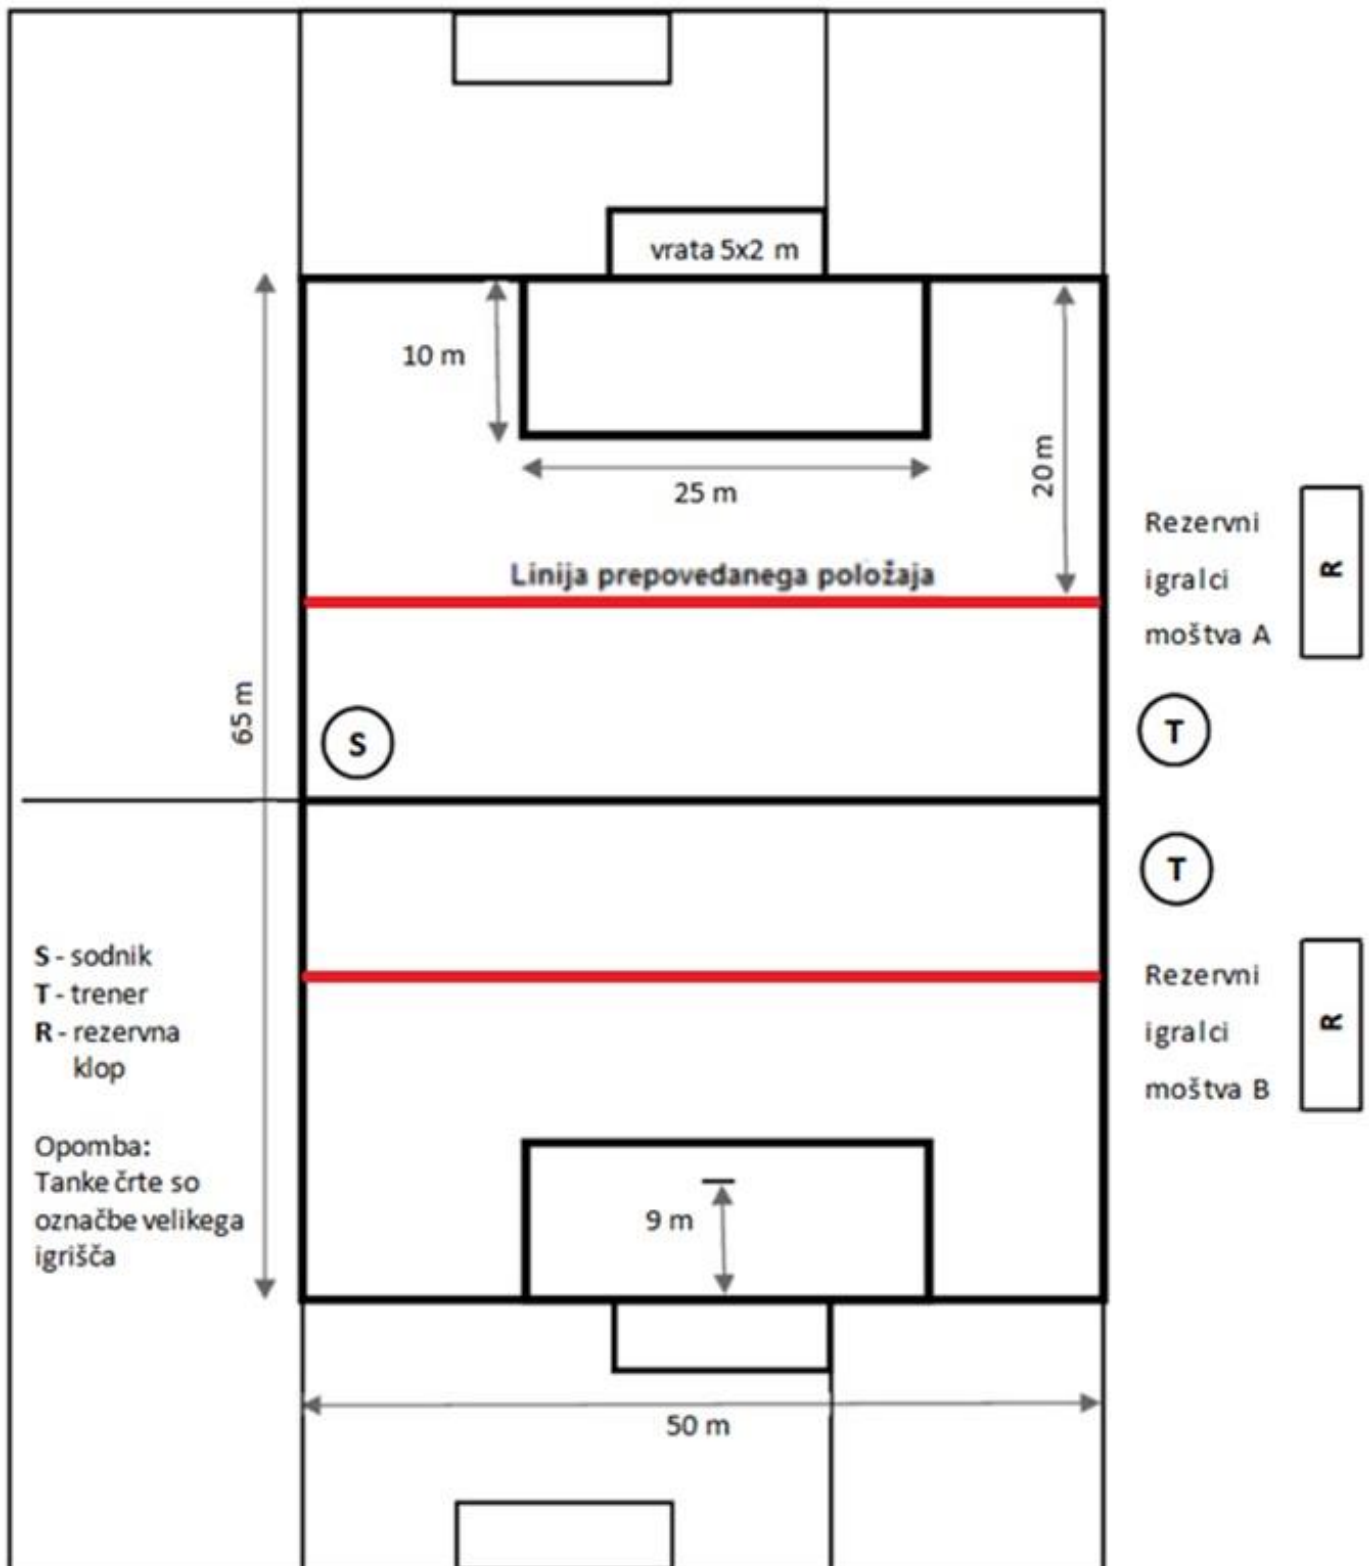 vrata 5x2 m
10 m
25 m
20 m
Linija prepovedanega položaja
Rezervni
igralci
moštva A
R
65 m
S
T
T
S - sodnik
T - trener
R - rezervna
klop
Rezervni
igralci
moštva B
R
Opomba:
Tanke črte so
označbe velikega
igrišča
9 m
50 m